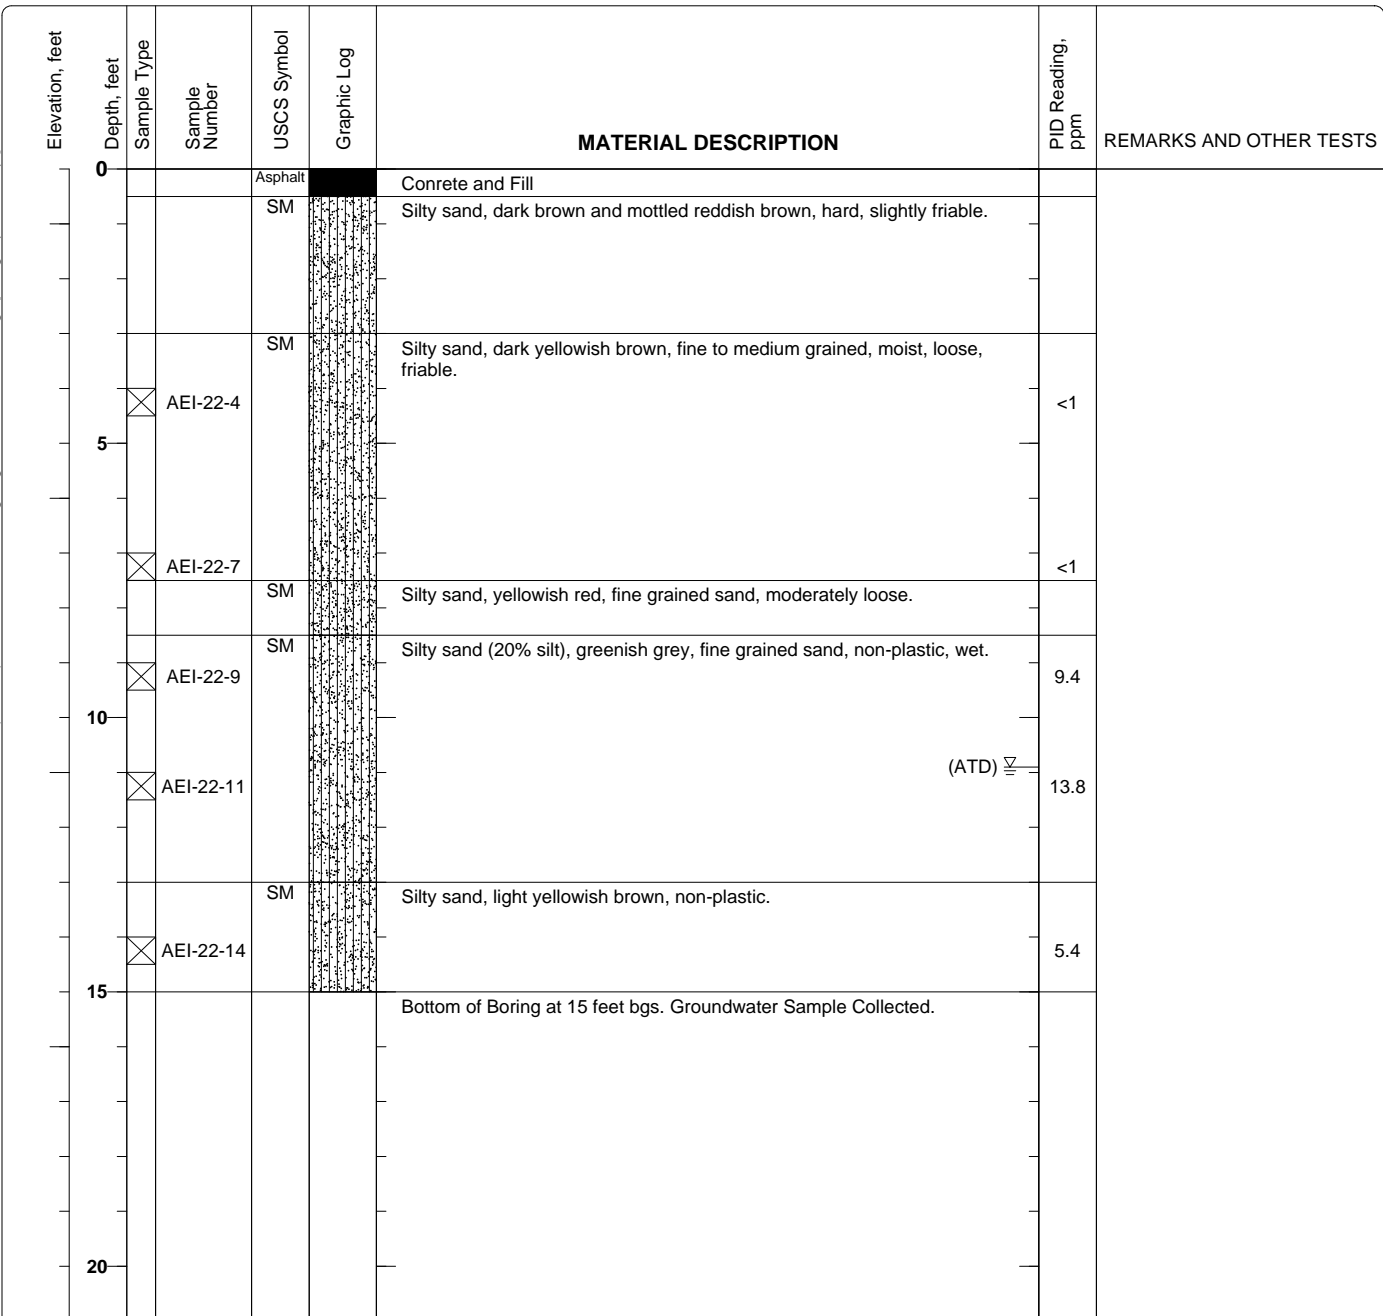 Elevation, feet
Depth, feet
Sample Type
Sample
Number
USCS Symbol
Graphic Log
MATERIAL DESCRIPTION
PID Reading,
ppm
REMARKS AND OTHER TESTS
0
Asphalt
Conrete and Fill
SM
Silty sand, dark brown and mottled reddish brown, hard, slightly friable.
SM
Silty sand, dark yellowish brown, fine to medium grained, moist, loose,
friable.
AEI-22-4
<1
5
AEI-22-7
<1
SM
Silty sand, yellowish red, fine grained sand, moderately loose.
SM
Silty sand (20% silt), greenish grey, fine grained sand, non-plastic, wet.
AEI-22-9
9.4
10
(ATD)
AEI-22-11
13.8
SM
Silty sand, light yellowish brown, non-plastic.
AEI-22-14
5.4
15
Bottom of Boring at 15 feet bgs. Groundwater Sample Collected.
20